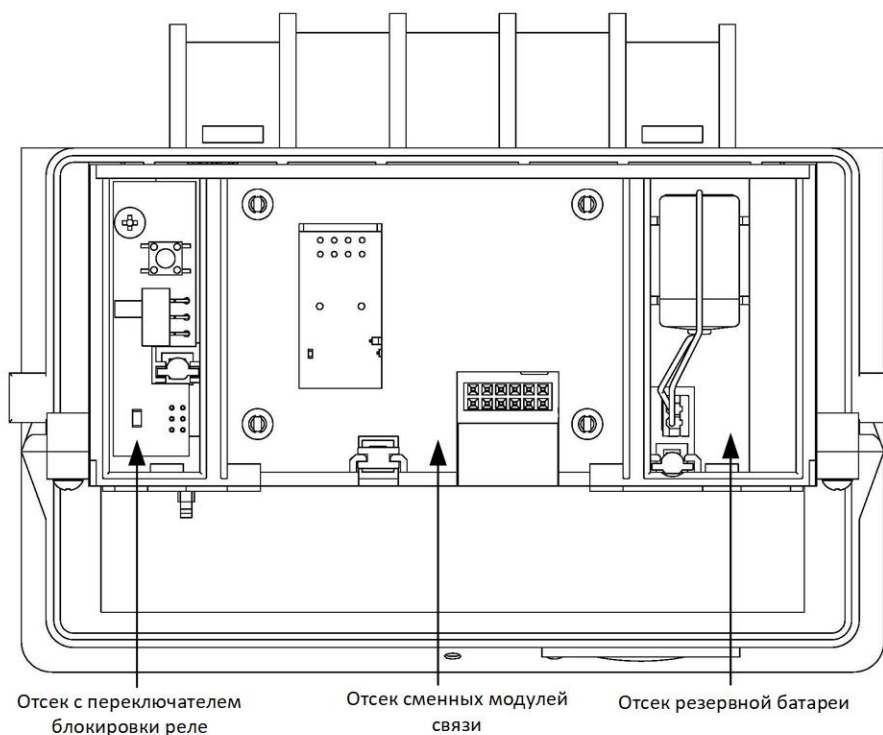 Отсек с переключателем
блокировки реле
Отсек сменных модулей
связи
Отсек резервной батареи